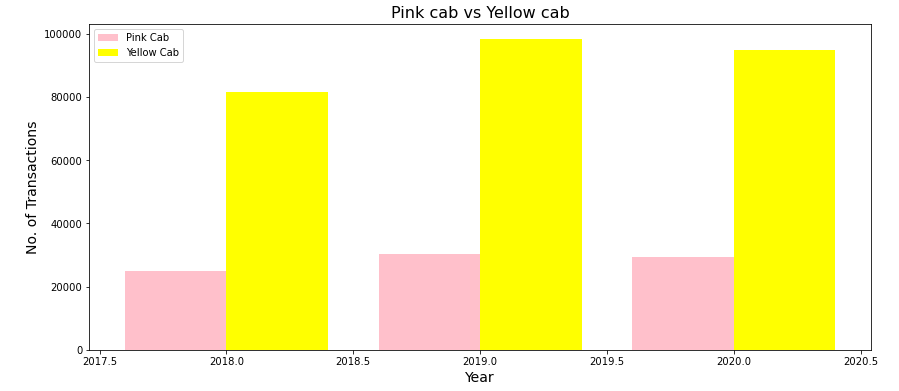 Pink cab vs Yellow cab
Pink Cab
Yellow Cab
No. of Transactions
100000
80000
60000
40000
20000
0
2017.5 2018.0 2018.5 2019.0 2019.5 2020.0 2020.5
Year